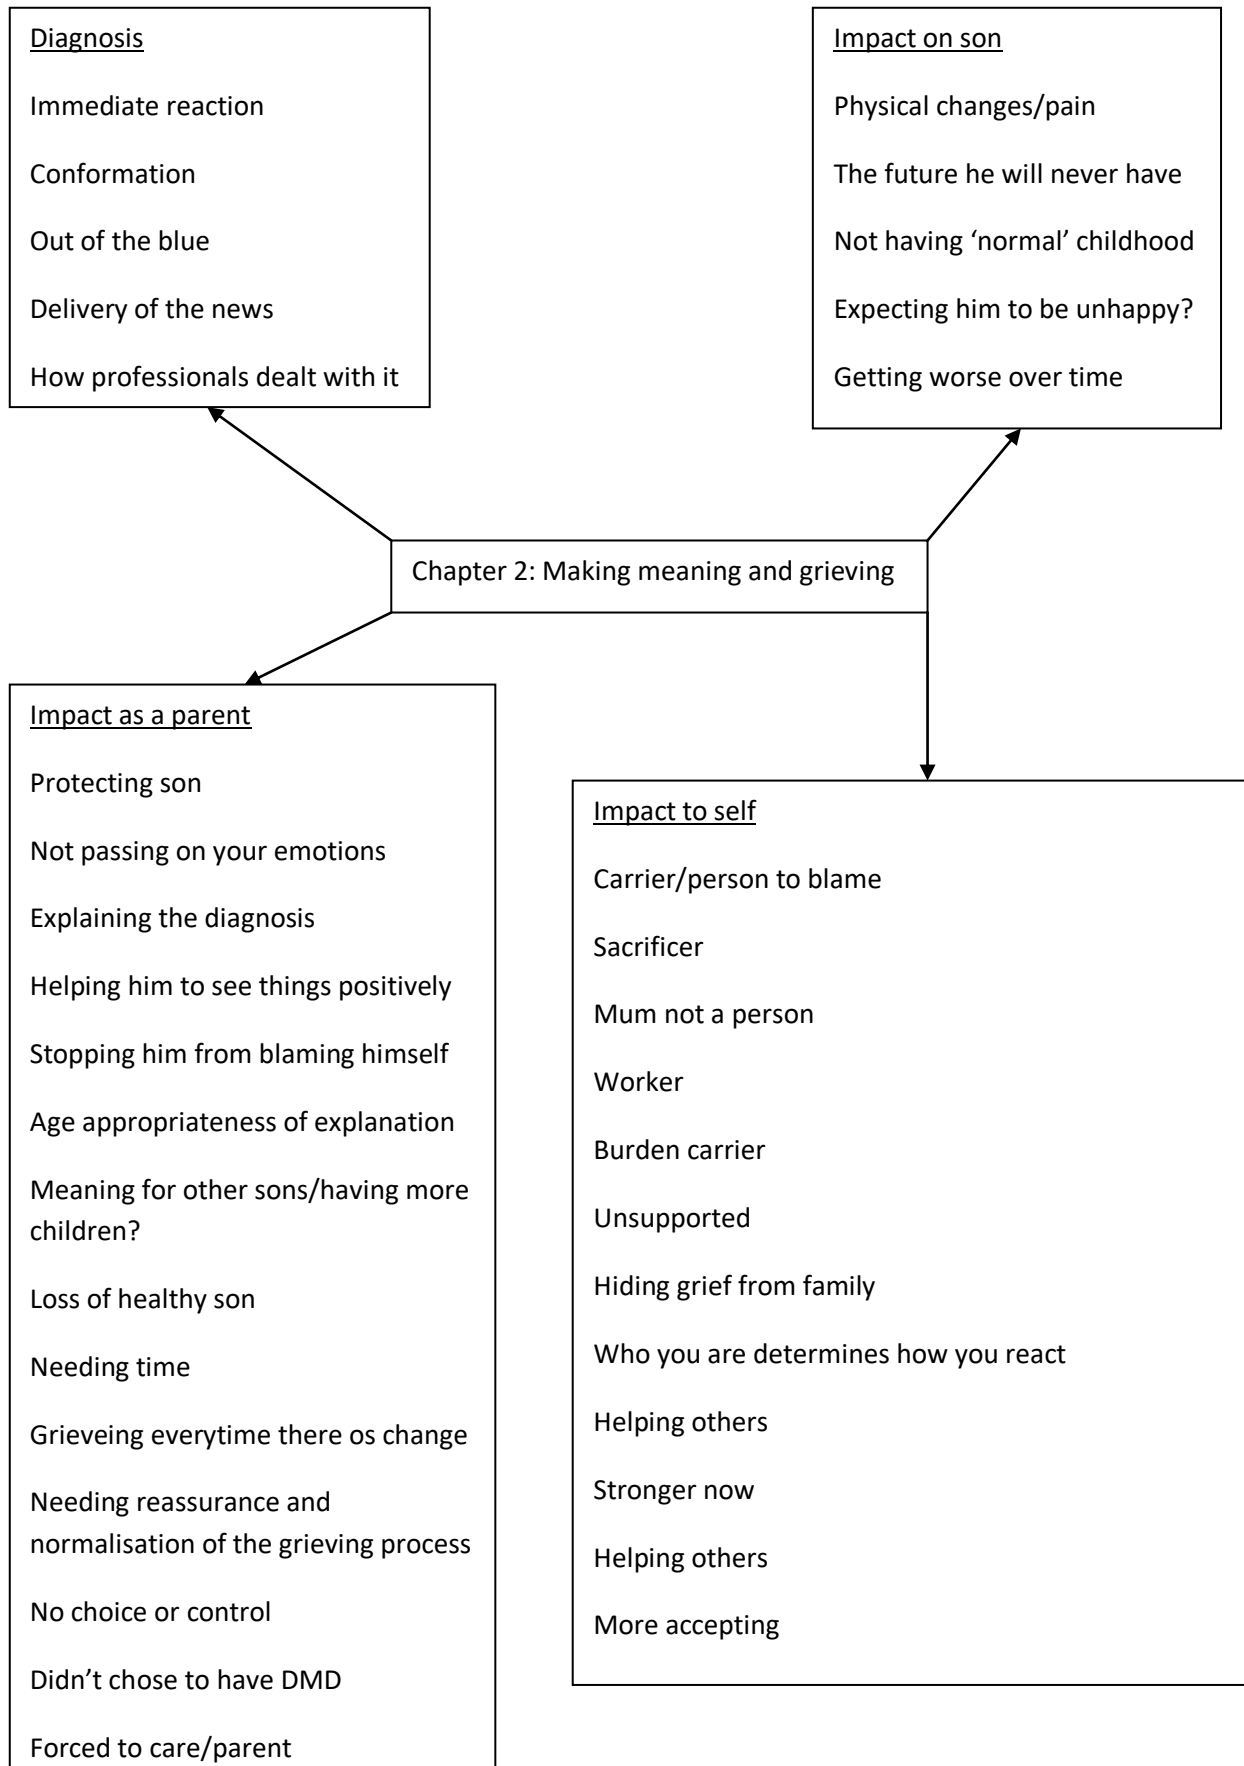 Diagnosis
Immediate reaction
Conformation
Out of the blue
Delivery of the news
How professionals dealt with it
Impact on son
Physical changes/pain
The future he will never have
Not having ‘normal’ childhood
Expecting him to be unhappy?
Getting worse over time
Chapter 2: Making meaning and grieving
Impact as a parent
Protecting son
Not passing on your emotions
Explaining the diagnosis
Helping him to see things positively
Stopping him from blaming himself
Age appropriateness of explanation
Meaning for other sons/having more
children?
Loss of healthy son
Needing time
Grieveing everytime there os change
Needing reassurance and
normalisation of the grieving process
No choice or control
Didn’t chose to have DMD
Forced to care/parent
Impact to self
Carrier/person to blame
Sacrificer
Mum not a person
Worker
Burden carrier
Unsupported
Hiding grief from family
Who you are determines how you react
Helping others
Stronger now
Helping others
More accepting